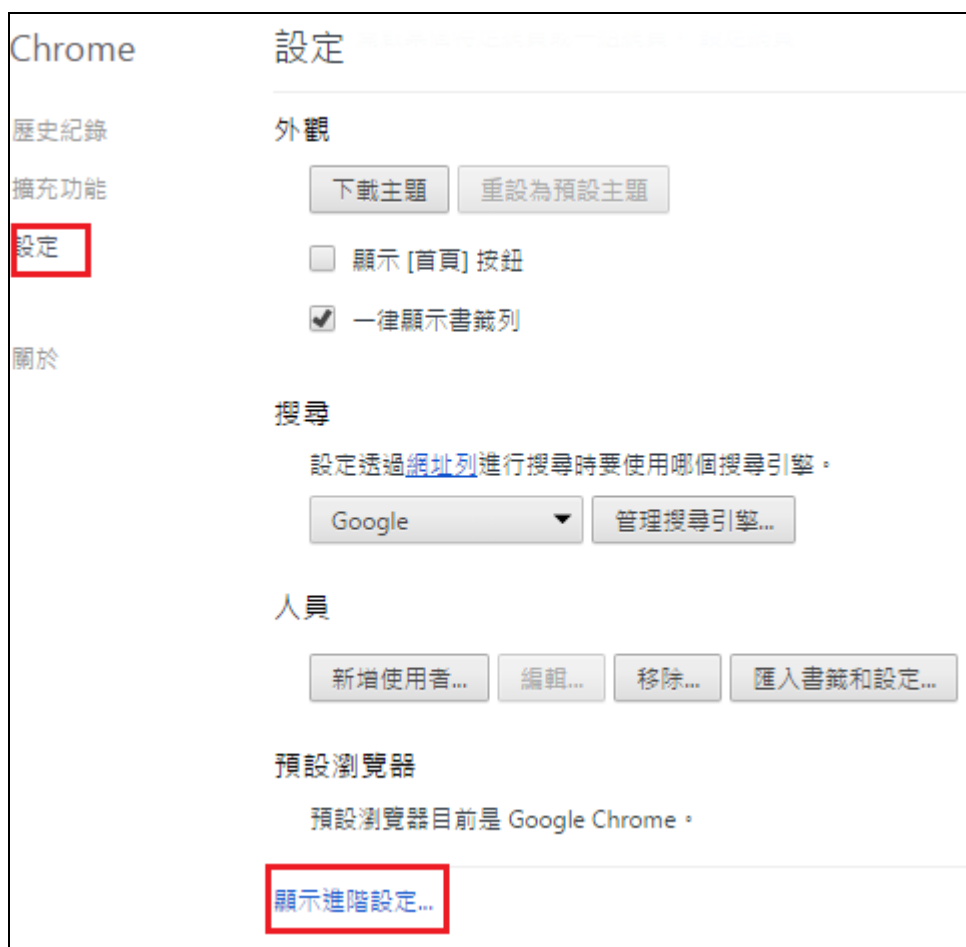 Chrome
歷史紀錄
擴充功能
設定
關於
設定
外觀
下載主題 重設為預設主題
顯示 [首頁] 按鈕
一律顯示書籤列
搜尋
設定透過網址列進行搜尋時要使用哪個搜尋引擎。
Google 管理搜尋引擎...
人員
新增使用者... 編輯... 移除... 匯入書籤和設定...
預設瀏覽器
預設瀏覽器目前是 Google Chrome。
顯示進階設定...